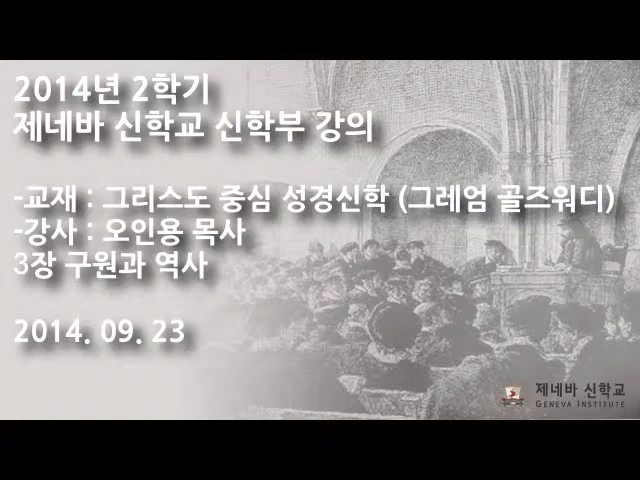 2014년 2학기
제네바 신학교 신학부 강의
-교재 : 그리스도 중심 성경신학 (그레엄 골즈워디)
-강사 : 오인용 목사
3장 구원과 역사
2014. 09. 23
제네바 신학교
GENEVA INSTITUTE